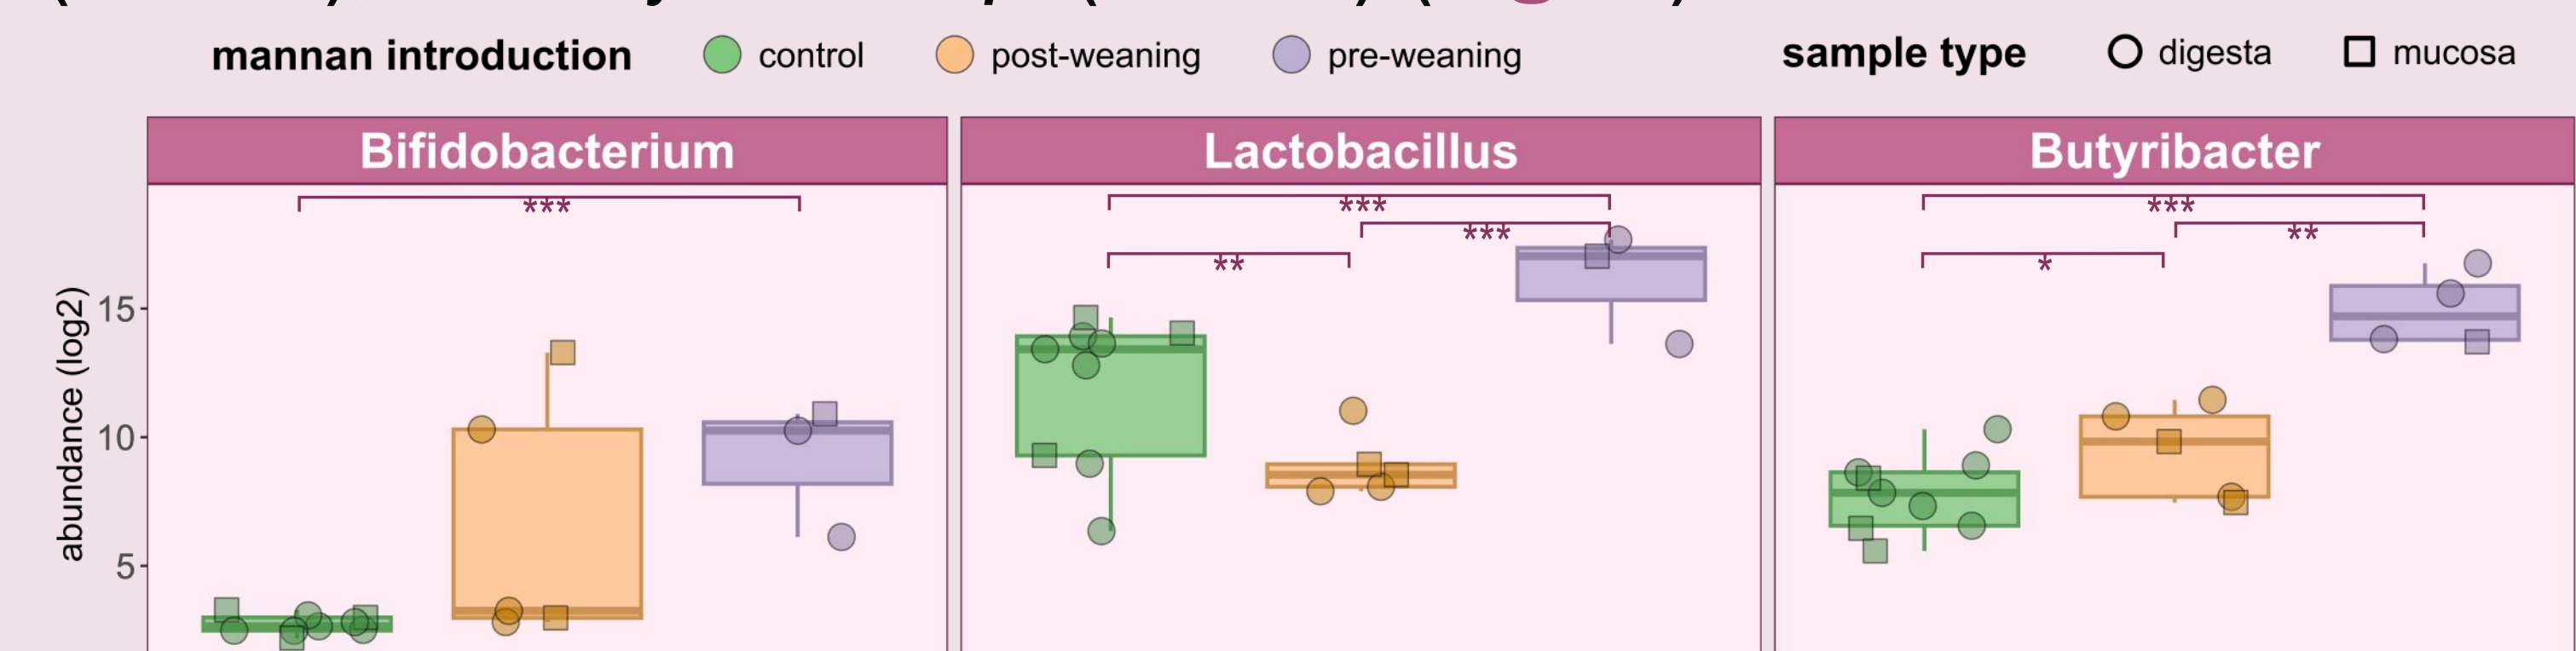 mannan introduction control post-weaning pre-weaning sample type digesta mucosa
Bifidobacterium Lactobacillus Butyribacter
*** *** ***
*** **
** *
abundance (log2)
15
10
5